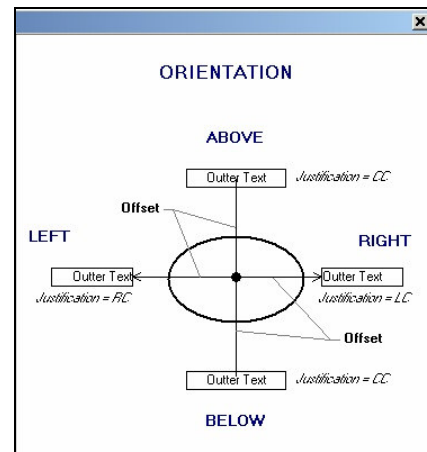 ORIENTATION
ABOVE
Outter Text Justification = CC
Offset
LEFT
RIGHT
Outter Text
Outter Text
Justification = RC
Justification = LC
Offset
Outter Text Justification = CC
BELOW